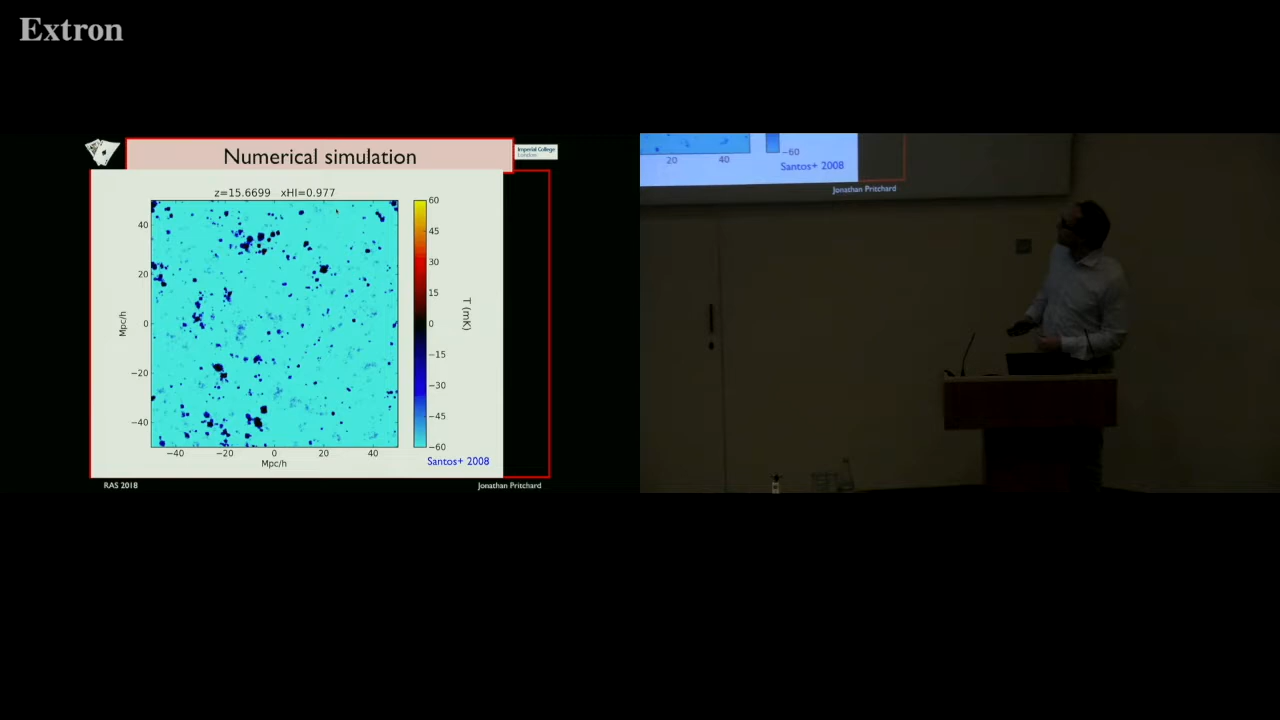 Extron
Numerical simulation
Imperial College
London
z=15.6699 xHI=0.977
40
20
0
−20
−40
Mpc/h
−40 −20 0 20 40
Mpc/h
60
45
30
15
0
−15
−30
−45
−60
T (mK)
Santos+ 2008
RAS 2018
Jonathan Pritchard
20 40
−60
Santos+ 2008
Jonathan Pritchard